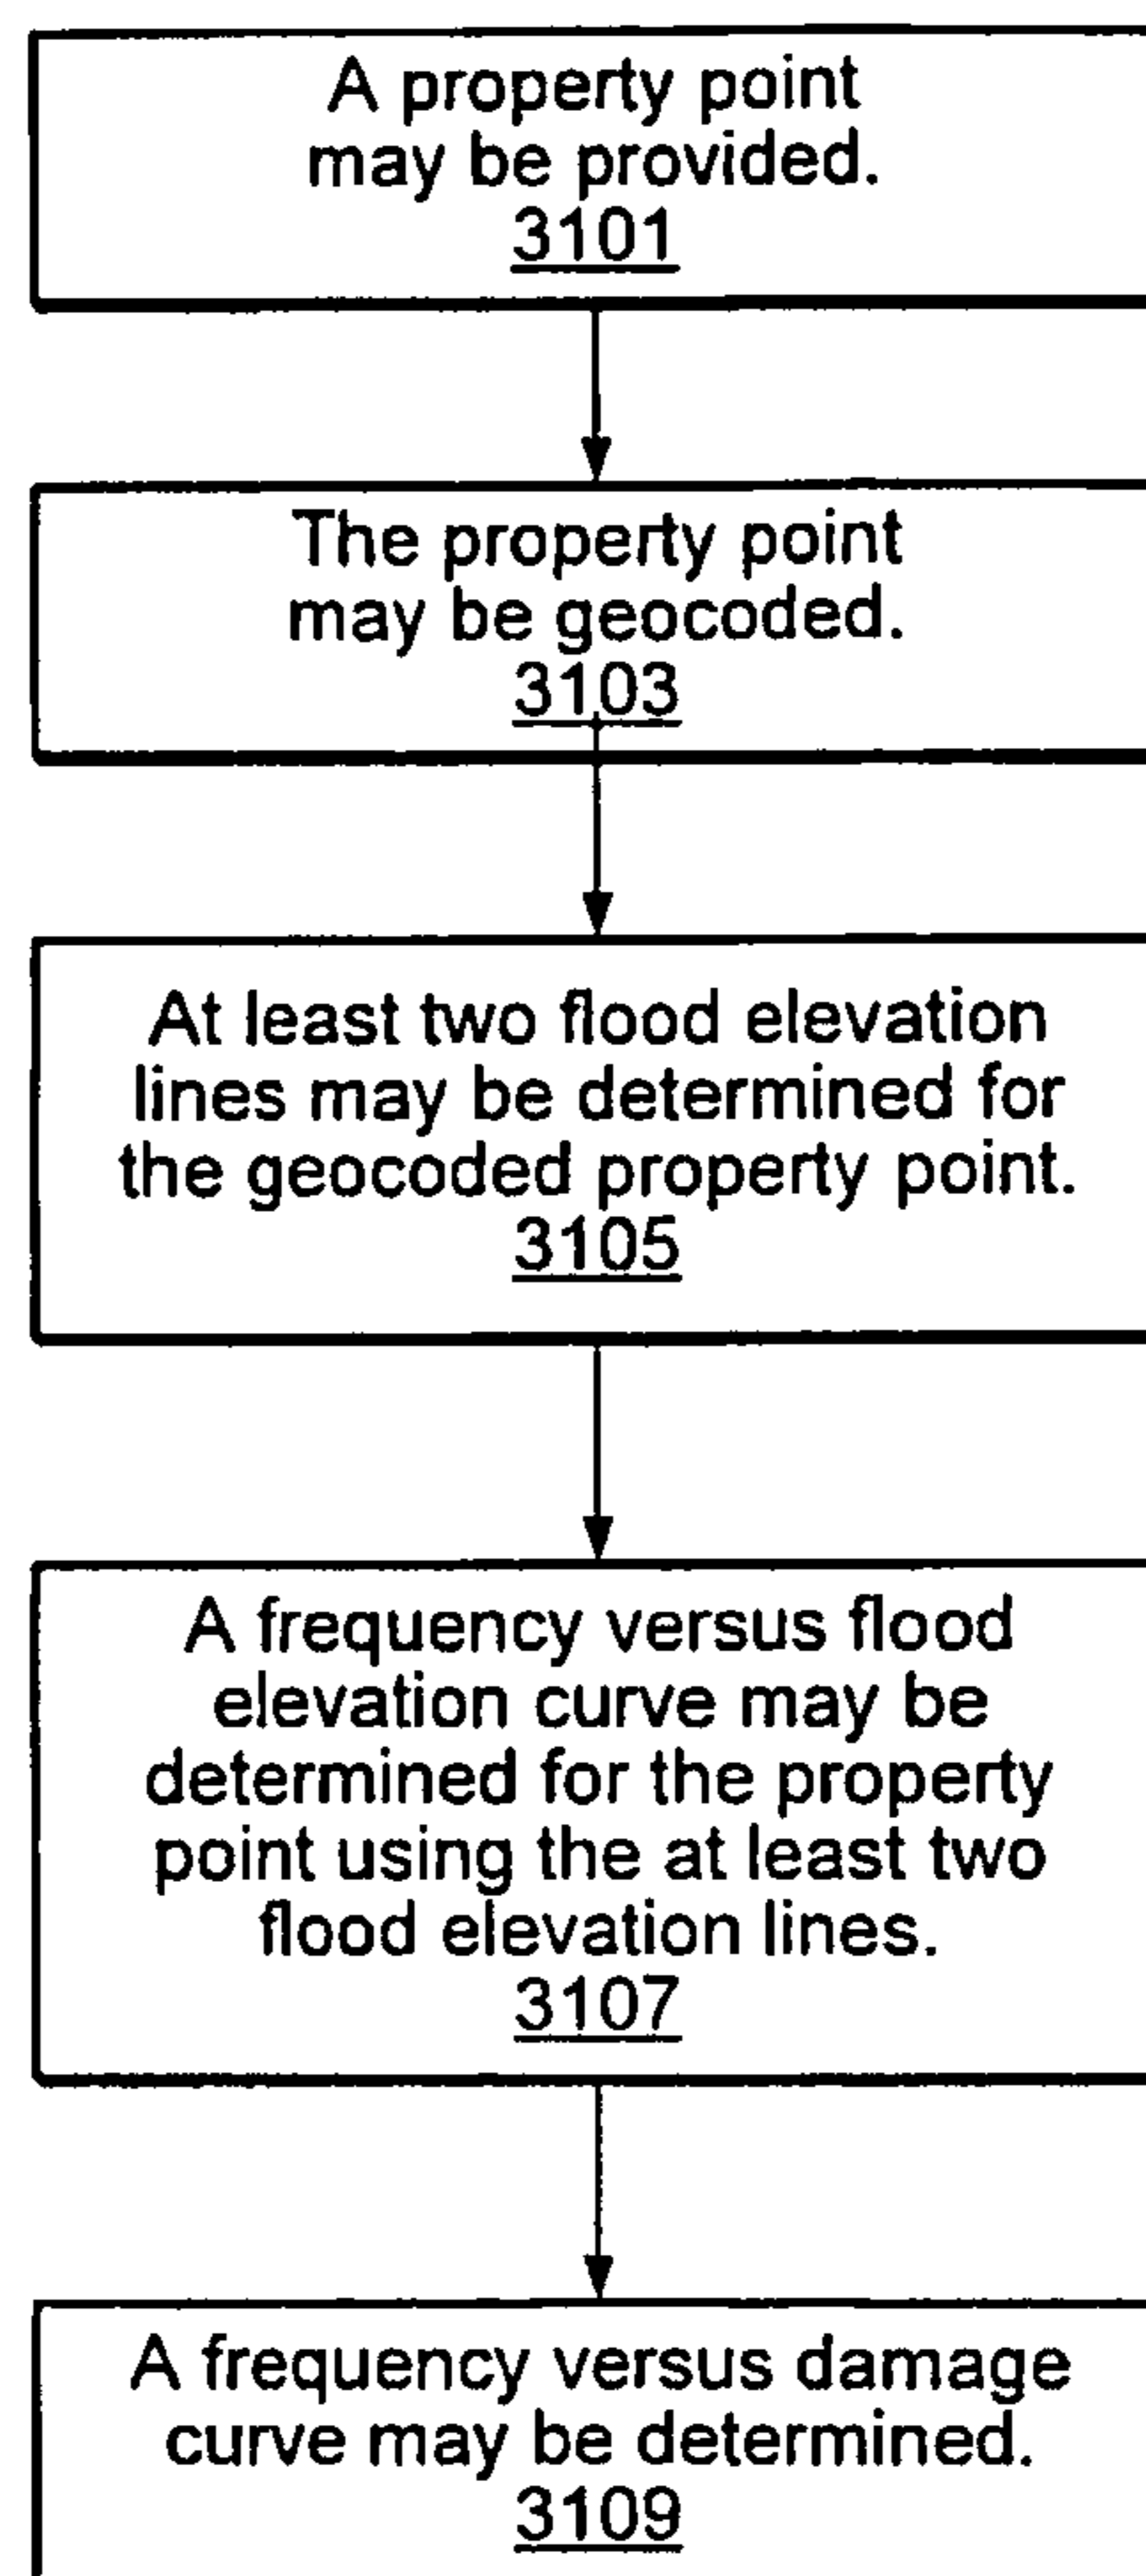 A property point
may be provided.
3101
The property point
may be geocoded.
3103
At least two flood elevation
lines may be determined for
the geocoded property point.
3105
A frequency versus flood
elevation curve may be
determined for the property
point using the at least two
flood elevation lines.
3107
A frequency versus damage
curve may be determined.
3109